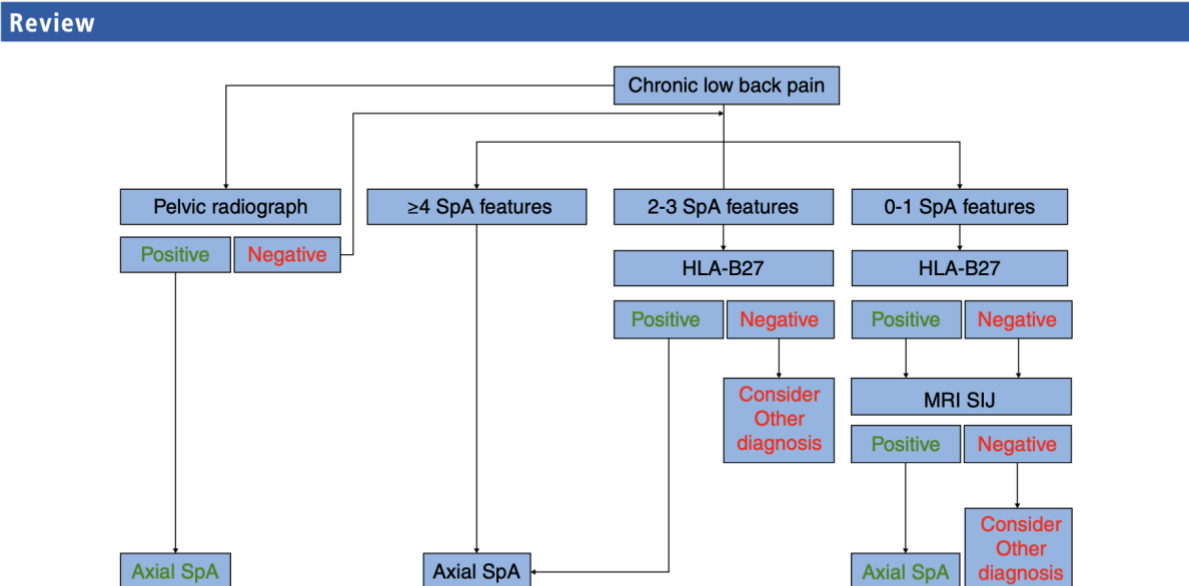 Review
Chronic low back pain
Pelvic radiograph
≥4 SpA features
2-3 SpA features
0-1 SpA features
Positive
Negative
HLA-B27
HLA-B27
Positive
Negative
Positive
Negative
Consider
Other
diagnosis
MRI SIJ
Positive
Negative
Axial SpA
Axial SpA
Axial SpA
Consider
Other
diagnosis